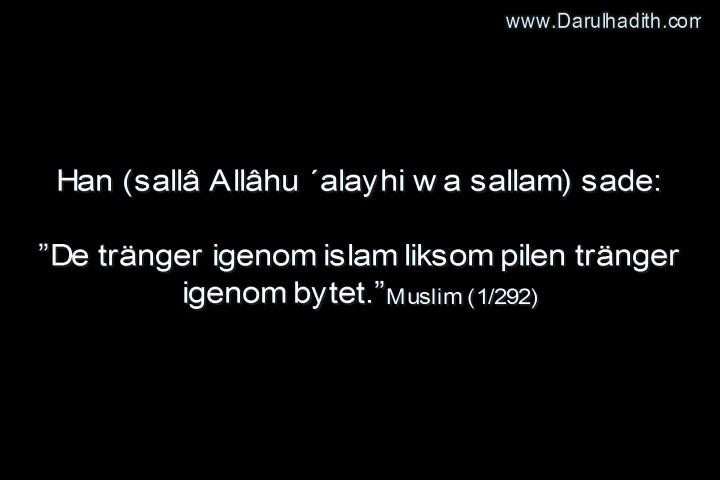 www.Darulhadith.com
Han (sallâ Allâhu ´alayhi wa sallam) sade:
”De tränger igenom islam liksom pilen tränger
igenom bytet.” Muslim (1/292)